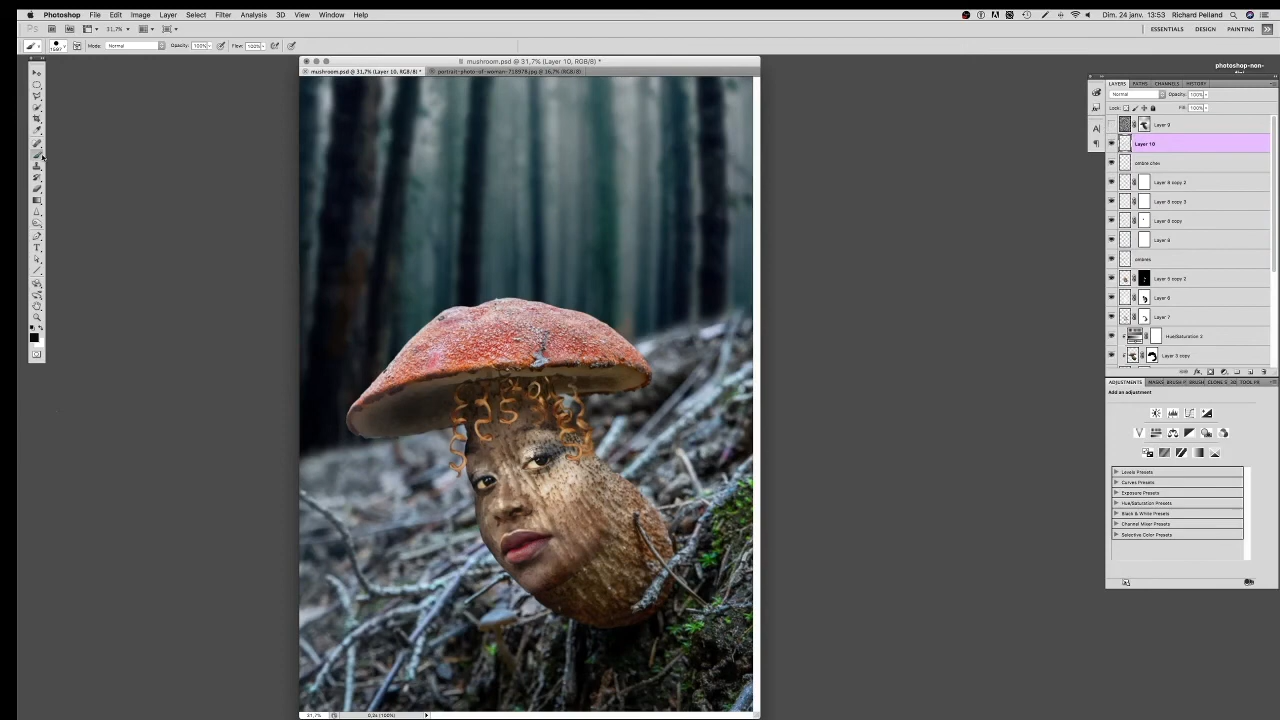 Photoshop File Edit Image Layer Select Filter Analysis 3D View Window Help Dim. 24 janv. 13:53 Richard Peiland
31,7% ESSENTIALS DESIGN PAINTING
Mode: Normal Opacity: 100% Flow: 100%
mushroom.psd @ 31,7% (Layer 10, RGB/8) *
photoshop-non-
mushroom.psd @ 31,7% (Layer 10, RGB/8) *
portrait-photo-of-woman-718978.jpg @ 16,7% (RGB/8)
LAYERS PATHS CHANNELS HISTORY
Normal Opacity: 100%
Lock: Fill: 100%
Layer 9
Layer 10
ombre chev
Layer 8 copy 2
Layer 8 copy 3
Layer 8 copy
Layer 8
ombres
Layer 5 copy 2
Layer 6
Layer 7
Hue/Saturation 2
Layer 3 copy
ADJUSTMENTS MASKS BRUSH P BRUSH CLONE S
Add an adjustment
Levels Presets
Curves Presets
Exposure Presets
Hue/Saturation Presets
Black & White Presets
Channel Mixer Presets
Selective Color Presets
31,7%